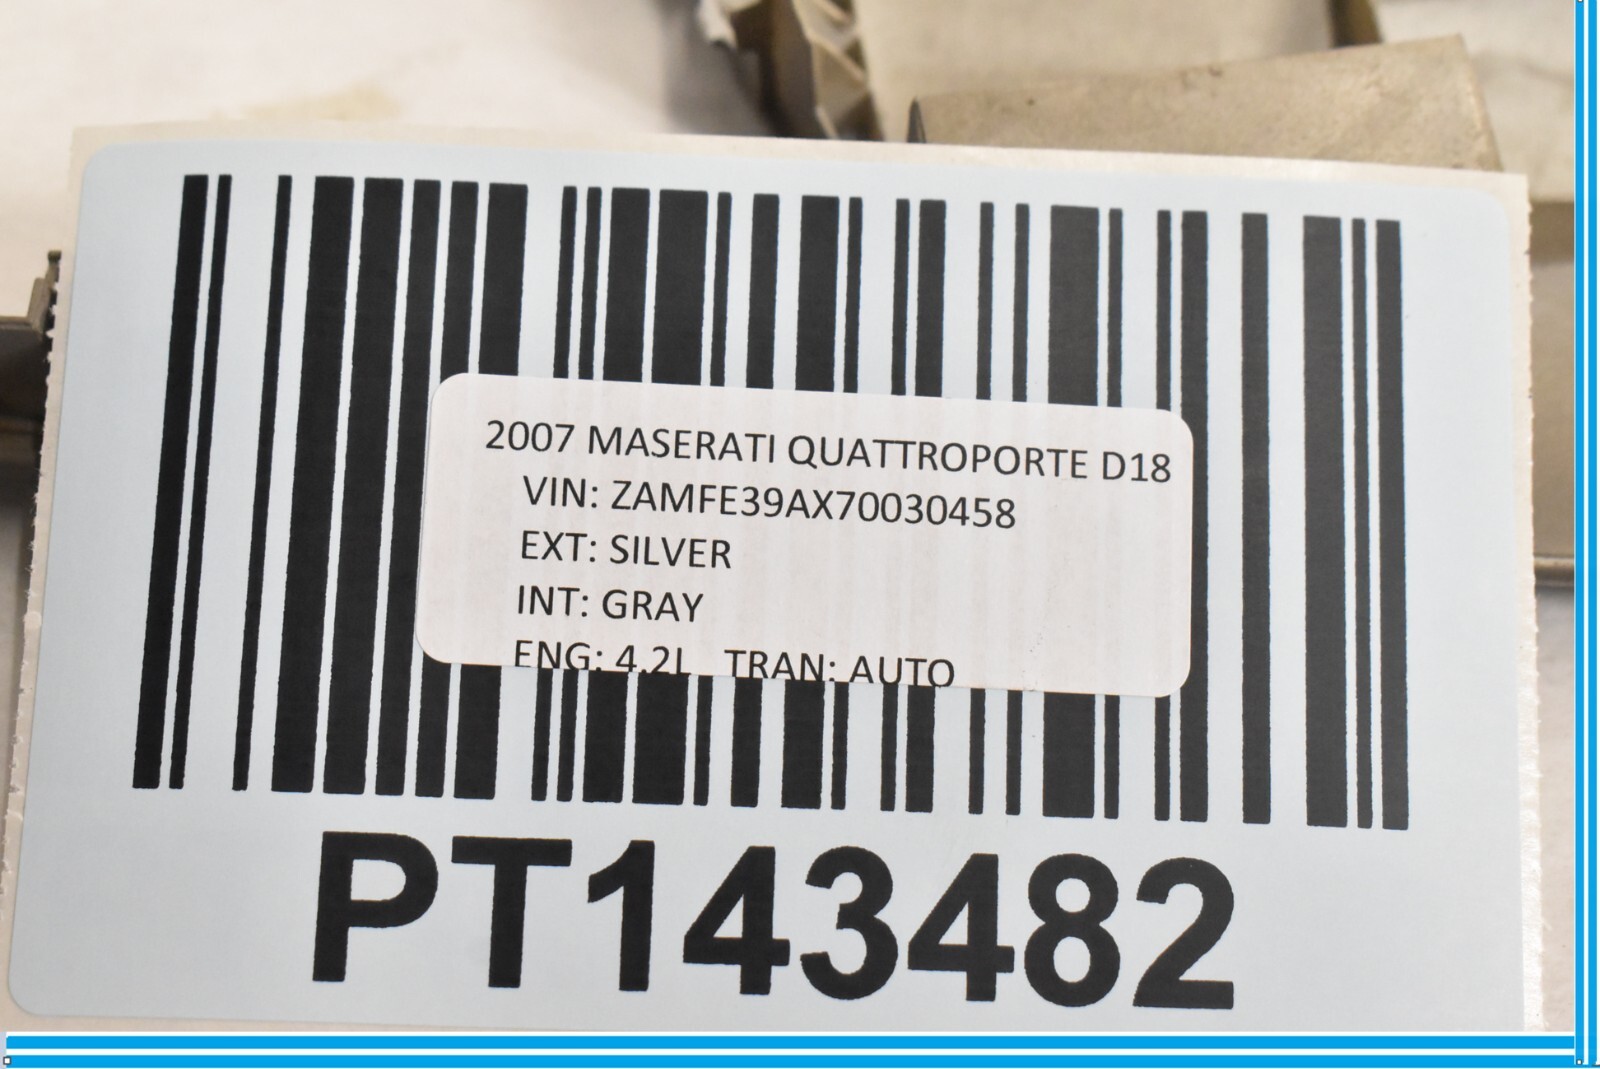 2007 MASERATI QUATTROPORTE D18
VIN: ZAMFE39AX70030458
EXT: SILVER
INT: GRAY
ENG: 4.2L TRAN: AUTO
PT143482